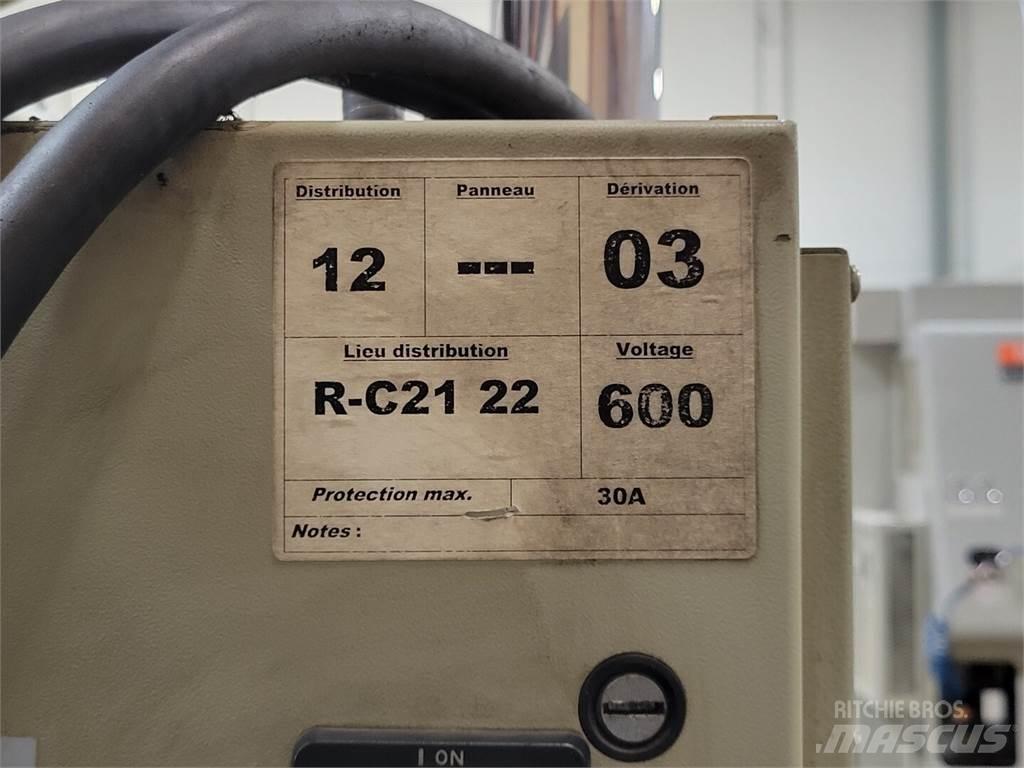 Distribution Panneau Dérivation
12 --- 03
Lieu distribution Voltage
R-C21 22 600
Protection max. 30A
Notes :
I ON
RITCHIE BROS.
MASCUS